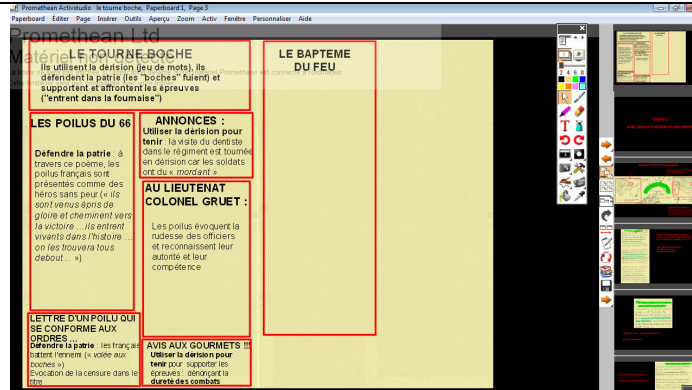 Promethean Activstudio le tourne boche, Paperboard 1, Page 3
Paperboard Éditer Page Insérer Outils Aperçu Zoom Activ Fenêtre Personnaliser Aide
Promethean Ltd
Matériel non détecté
LE TOURNE BOCHE
Ils utilisent la dérision (jeu de mots), ils
défendent la patrie (les "boches" fuient) et
supportent et affrontent les épreuves
("entrent dans la fournaise")
LE BAPTEME
DU FEU
LES POILUS DU 66
Défendre la patrie : à
travers ce poème, les
poilus français sont
présentés comme des
héros sans peur (« ils
sont venus épris de
gloire et cheminent vers
la victoire ... ils entrent
vivants dans l'histoire ...
on les trouvera tous
debout... »)
ANNONCES :
Utiliser la dérision pour
tenir : la visite du dentiste
dans le régiment est tournée
en dérision car les soldats
ont du « mordant »
AU LIEUTENAT
COLONEL GRUET :
Les poilus évoquent la
rudesse des officiers
et reconnaissent leur
autorité et leur
compétence
LETTRE D'UN POILU QUI
SE CONFORME AUX
ORDRES ...
Défendre la patrie : les français
battent l'ennemi (« volée aux
boches »)
Evocation de la censure dans le
titre
AVIS AUX GOURMETS !!!
Utiliser la dérision pour
tenir pour supporter les
épreuves : dénonçant la
dureté des combats
2 4 6 8